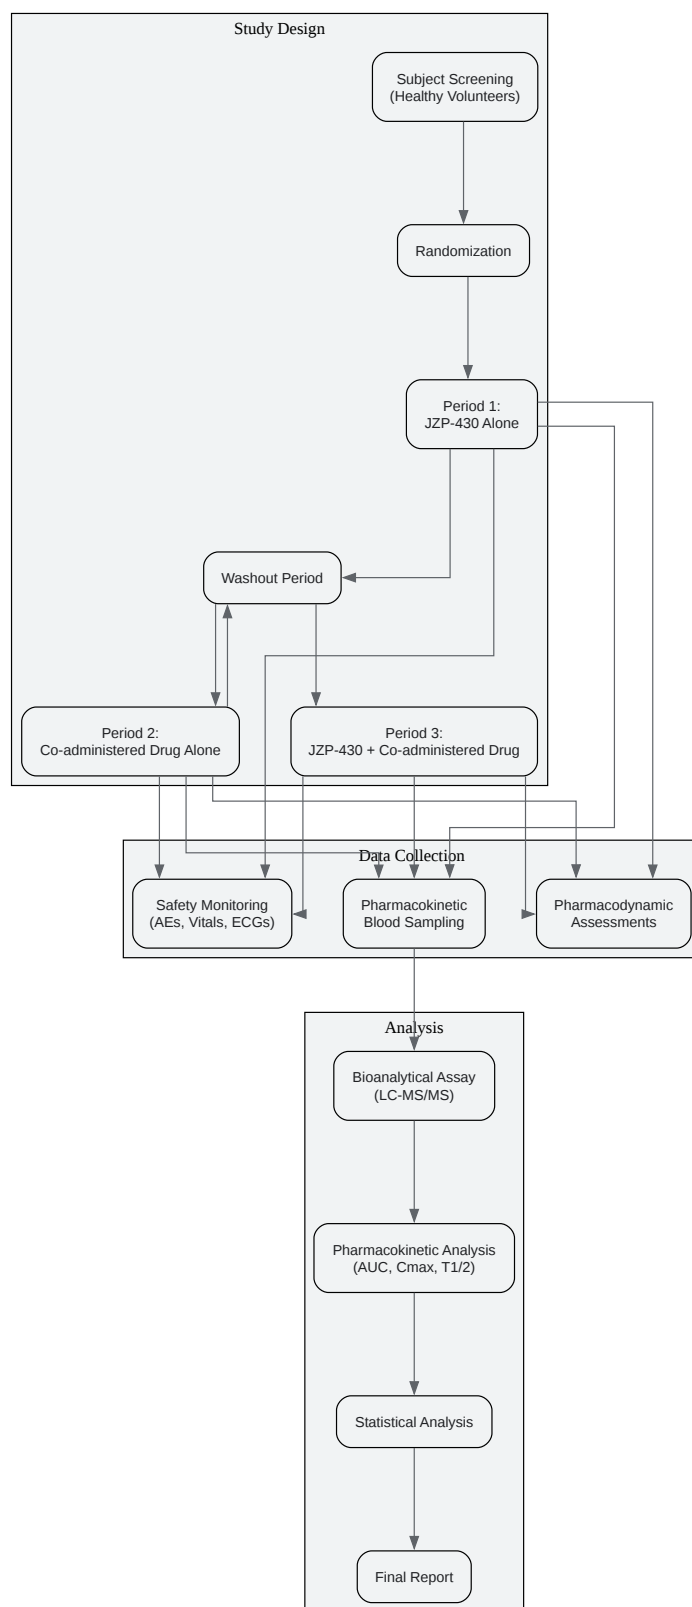 Study Design
Subject Screening
(Healthy Volunteers)
Randomization
Period 1:
JZP-430 Alone
Washout Period
Period 2:
Co-administered Drug Alone
Period 3:
JZP-430 + Co-administered Drug
Data Collection
Safety Monitoring
(AEs, Vitals, ECGs)
Pharmacokinetic
Blood Sampling
Pharmacodynamic
Assessments
Analysis
Bioanalytical Assay
(LC-MS/MS)
Pharmacokinetic Analysis
(AUC, Cmax, T1/2)
Statistical Analysis
Final Report